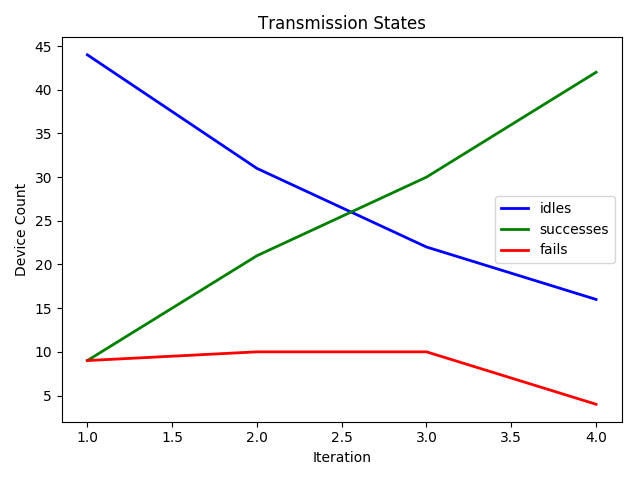 Transmission States
Device Count
45
40
35
30
25
20
15
10
5
idles
successes
fails
1.0 1.5 2.0 2.5 3.0 3.5 4.0
Iteration